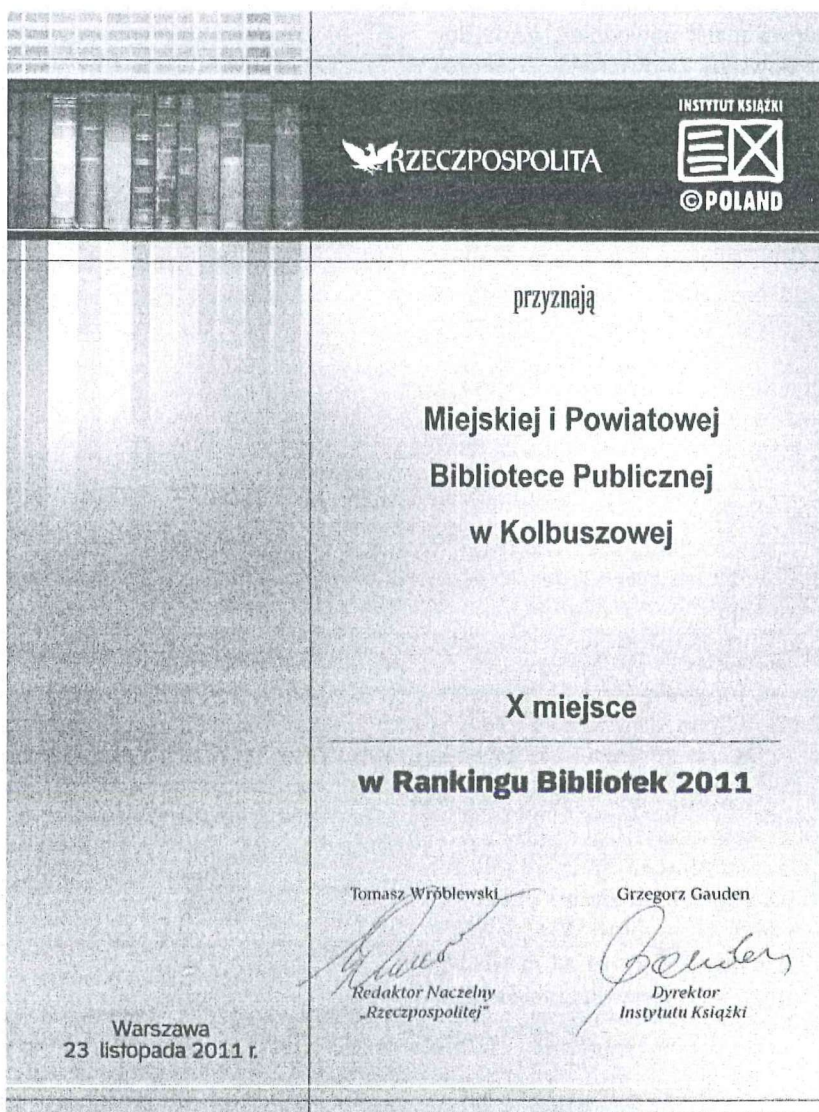 RZECZPOSPOLITA
INSTYTUT KSIĄŻKI
©POLAND
przyznają
Miejskiej i Powiatowej
Bibliotece Publicznej
w Kolbuszowej
X miejsce
w Rankingu Bibliotek 2011
Tomasz Wróblewski
Grzegorz Gauden
Redaktor Naczelny
„Rzeczpospolitej"
Dyrektor
Instytutu Książki
Warszawa
23 listopada 2011 r.